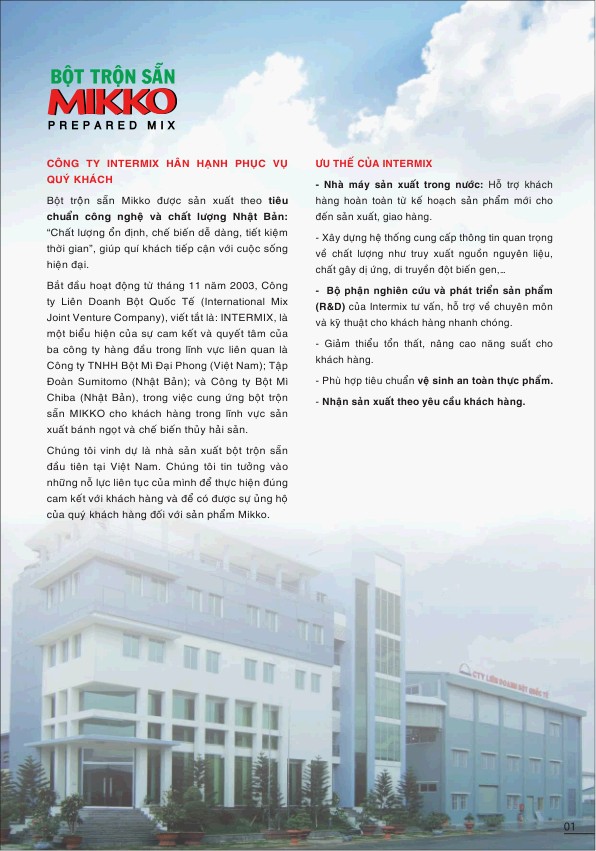 BỘT TRỘN SẴN
MIKKO
PREPARED MIX
CÔNG TY INTERMIX HÂN HẠNH PHỤC VỤ
QUÝ KHÁCH
Bột trộn sẵn Mikko được sản xuất theo tiêu
chuẩn công nghệ và chất lượng Nhật Bản:
“Chất lượng ổn định, chế biến dễ dàng, tiết kiệm
thời gian”, giúp quí khách tiếp cận với cuộc sống
hiện đại.
Bắt đầu hoạt động từ tháng 11 năm 2003, Công
ty Liên Doanh Bột Quốc Tế (International Mix
Joint Venture Company), viết tắt là: INTERMIX, là
một biểu hiện của sự cam kết và quyết tâm của
ba công ty hàng đầu trong lĩnh vực liên quan là
Công ty TNHH Bột Mì Đại Phong (Việt Nam); Tập
Đoàn Sumitomo (Nhật Bản); và Công ty Bột Mì
Chiba (Nhật Bản), trong việc cung ứng bột trộn
sẵn MIKKO cho khách hàng trong lĩnh vực sản
xuất bánh ngọt và chế biến thủy hải sản.
Chúng tôi vinh dự là nhà sản xuất bột trộn sẵn
đầu tiên tại Việt Nam. Chúng tôi tin tưởng vào
những nỗ lực liên tục của mình để thực hiện đúng
cam kết với khách hàng và để có được sự ủng hộ
của quý khách hàng đối với sản phẩm Mikko.
ƯU THẾ CỦA INTERMIX
- Nhà máy sản xuất trong nước: Hỗ trợ khách
hàng hoàn toàn từ kế hoạch sản phẩm mới cho
đến sản xuất, giao hàng.
- Xây dựng hệ thống cung cấp thông tin quan trọng
về chất lượng như truy xuất nguồn nguyên liệu,
chất gây dị ứng, di truyền đột biến gen,...
- Bộ phận nghiên cứu và phát triển sản phẩm
(R&D) của Intermix tư vấn, hỗ trợ về chuyên môn
và kỹ thuật cho khách hàng nhanh chóng.
- Giảm thiểu tổn thất, nâng cao năng suất cho
khách hàng.
- Phù hợp tiêu chuẩn vệ sinh an toàn thực phẩm.
- Nhận sản xuất theo yêu cầu khách hàng.
CTY LIÊN DOANH BỘT QUỐC TẾ
01